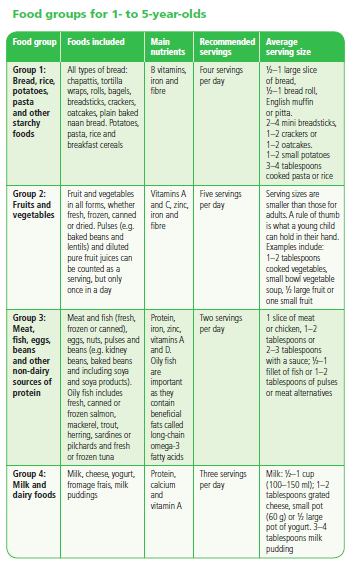 Food groups for 1- to 5-year-olds
Food group
Foods included
Main
nutrients
Recommended
servings
Average
serving size
Group 1:
Bread, rice,
potatoes,
pasta
and other
starchy
foods
All types of bread:
chapattis, tortilla
wraps, rolls, bagels,
breadsticks, crackers,
oatcakes, plain baked
naan bread. Potatoes,
pasta, rice and
breakfast cereals
B vitamins,
iron and
fibre
Four servings
per day
½–1 large slice
of bread,
½–1 bread roll,
English muffin
or pitta.
2–4 mini breadsticks,
1–2 crackers or
1–2 oatcakes.
1–2 small potatoes
3–4 tablespoons
cooked pasta or rice
Group 2:
Fruits and
vegetables
Fruit and vegetables
in all forms, whether
fresh, frozen, canned
or dried. Pulses (e.g.
baked beans and
lentils) and diluted
pure fruit juices can
be counted as a
serving, but only
once in a day
Vitamins A
and C, zinc,
iron and
fibre
Five servings
per day
Serving sizes are
smaller than those for
adults. A rule of thumb
is what a young child
can hold in their hand.
Examples include:
1–2 tablespoons
cooked vegetables,
small bowl vegetable
soup, ½ large fruit or
one small fruit
Group 3:
Meat,
fish, eggs,
beans
and other
non-dairy
sources of
protein
Meat and fish (fresh,
frozen or canned),
eggs, nuts, pulses and
beans (e.g. kidney
beans, baked beans
and including soya
and soya products).
Oily fish includes
fresh, canned or
frozen salmon,
mackerel, trout,
herring, sardines or
pilchards and fresh
or frozen tuna
Protein,
iron, zinc,
vitamins A
and D.
Oily fish
are
important
as they
contain
beneficial
fats called
long-chain
omega-3
fatty acids
Two servings
per day
1 slice of meat
or chicken, 1–2
tablespoons or
2–3 tablespoons
with a sauce; ½–1
fillet of fish or 1–2
tablespoons of pulses
or meat alternatives
Group 4:
Milk and
dairy foods
Milk, cheese, yogurt,
fromage frais, milk
puddings
Protein,
calcium
and
vitamin A
Three servings
per day
Milk: ½–1 cup
(100–150 ml); 1–2
tablespoons grated
cheese, small pot
(60 g) or ½ large
pot of yogurt. 3–4
tablespoons milk
pudding